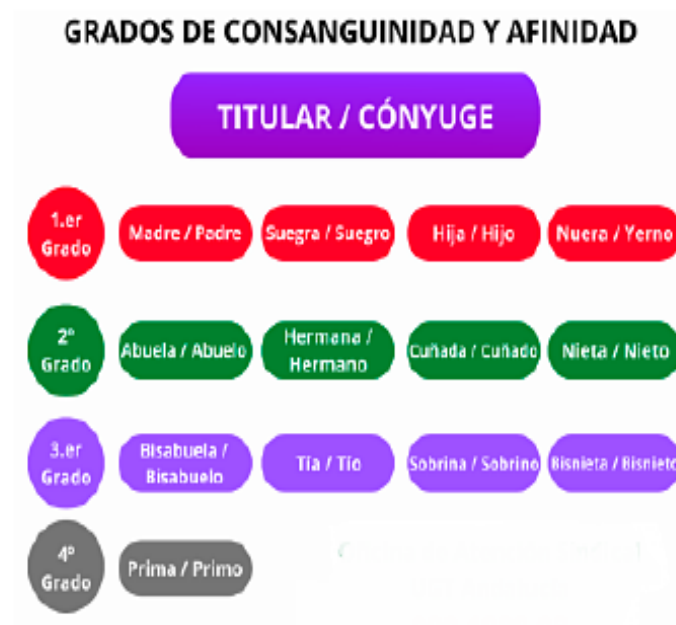 GRADOS DE CONSANGUINIDAD Y AFINIDAD
TITULAR / CÓNYUGE
1.er
Grado
Madre / Padre
Suegra / Suegro
Hija / Hijo
Nuera / Yerno
2º
Grado
Abuela / Abuelo
Hermana /
Hermano
Cuñada / Cuñado
Nieta / Nieto
3.er
Grado
Bisabuela /
Bisabuelo
Tía / Tío
Sobrina / Sobrino
Bisnieta / Bisnieto
4º
Grado
Prima / Primo